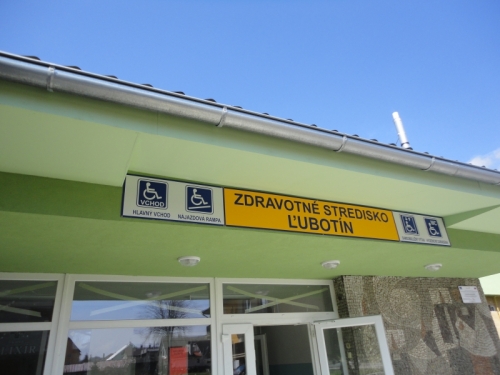 VCHOD
HLAVNÝ VCHOD
NÁJAZDOVÁ RAMPA
ZDRAVOTNÉ STREDISKO
ĽUBOTÍN